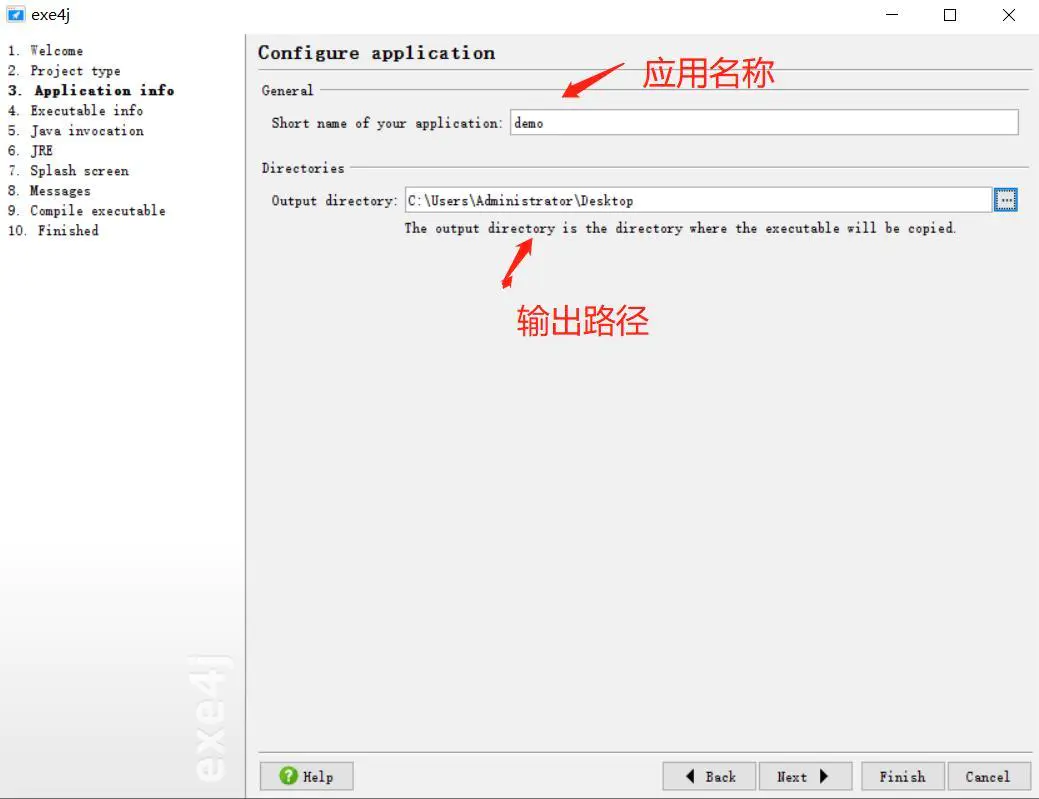 exe4j
1. Welcome
2. Project type
3. Application info
4. Executable info
5. Java invocation
6. JRE
7. Splash screen
8. Messages
9. Compile executable
10. Finished
exe4j
Configure application
应用名称
General
Short name of your application: demo
Directories
Output directory: C:\Users\Administrator\Desktop ...
The output directory is the directory where the executable will be copied.
输出路径
? Help
Back
Next
Finish
Cancel